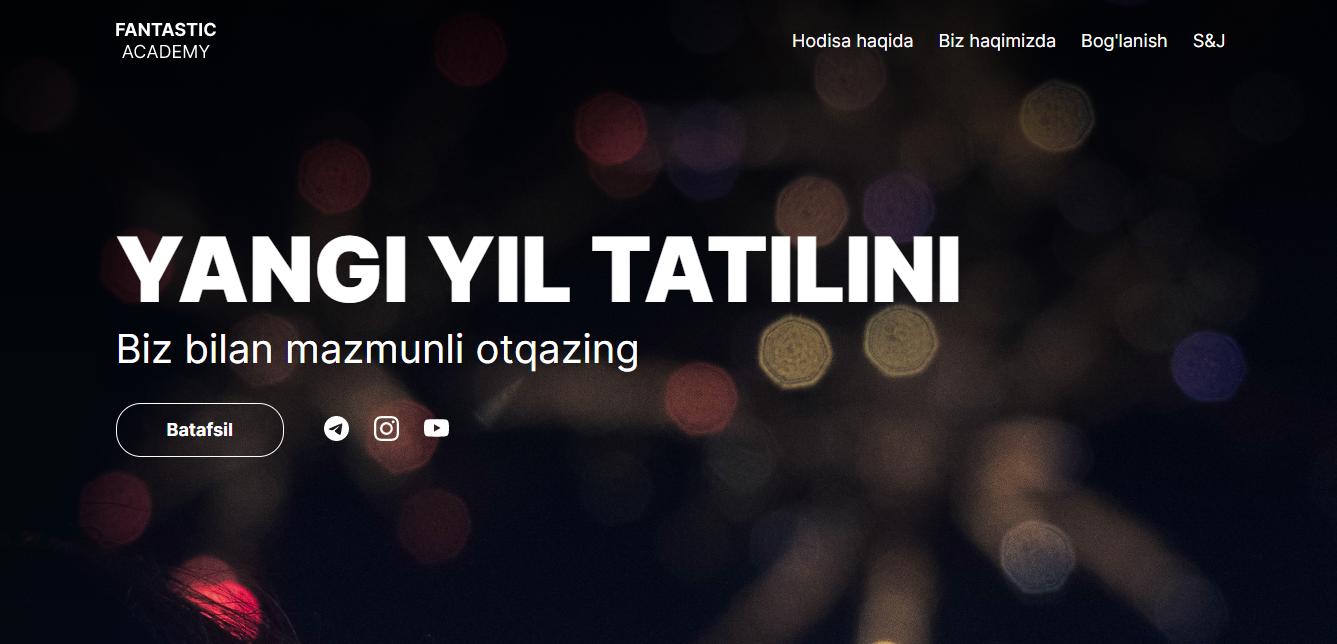 FANTASTIC
ACADEMY
Hodisa haqida Biz haqimizda Bog'lanish S&J
YANGI YIL TATILINI
Biz bilan mazmunli otqazing
Batafsil